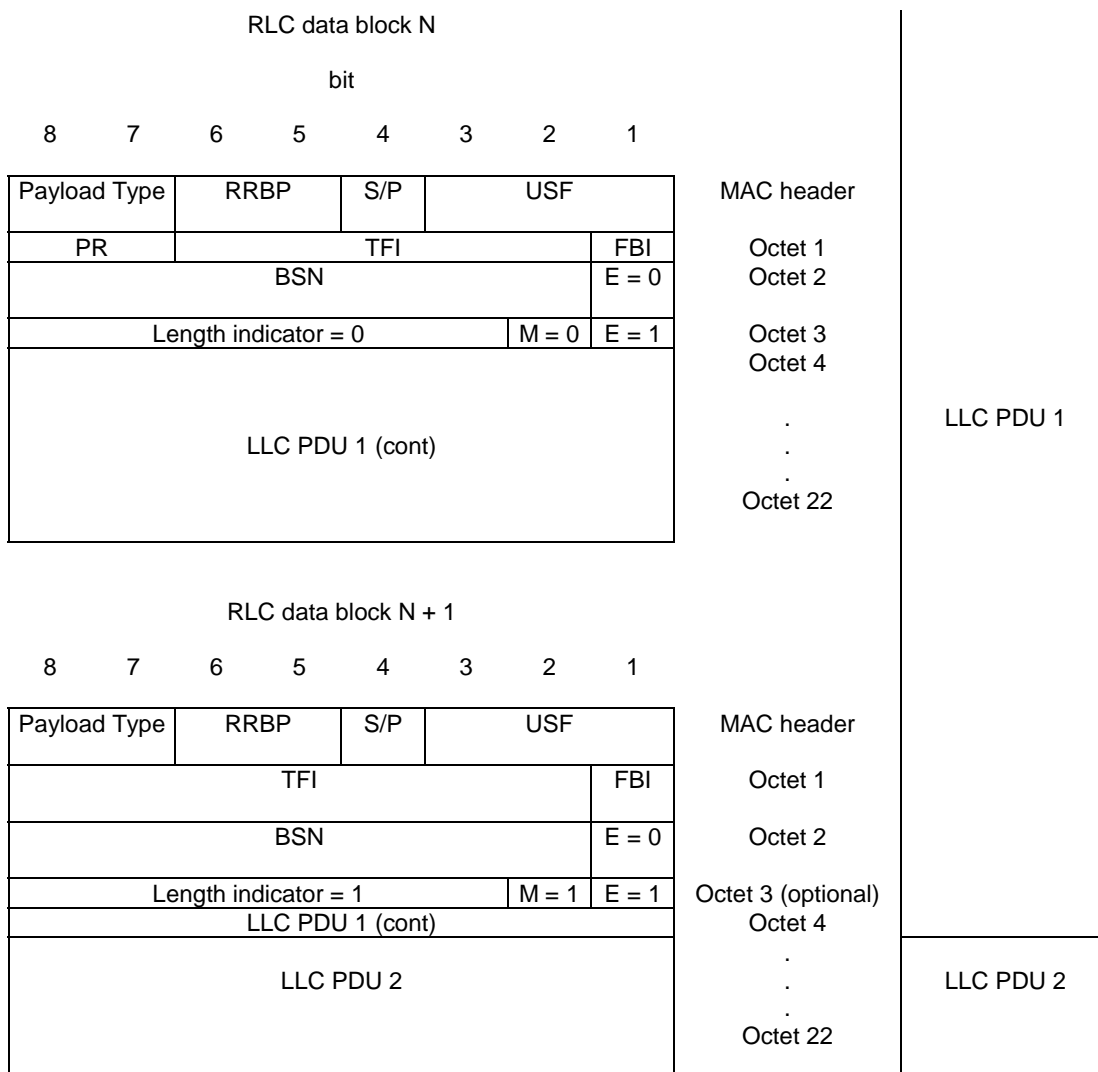 RLC data block N
bit
8 7 6 5 4 3 2 1
Payload Type RRBP S/P USF MAC header
PR TFI FBI Octet 1
BSN E = 0 Octet 2
Length indicator = 0 M = 0 E = 1 Octet 3
Octet 4
.
LLC PDU 1
LLC PDU 1 (cont) .
.
Octet 22
RLC data block N + 1
8 7 6 5 4 3 2 1
Payload Type RRBP S/P USF MAC header
TFI FBI Octet 1
BSN E = 0 Octet 2
Length indicator = 1 M = 1 E = 1 Octet 3 (optional)
LLC PDU 1 (cont) Octet 4
.
LLC PDU 2 . LLC PDU 2
.
Octet 22